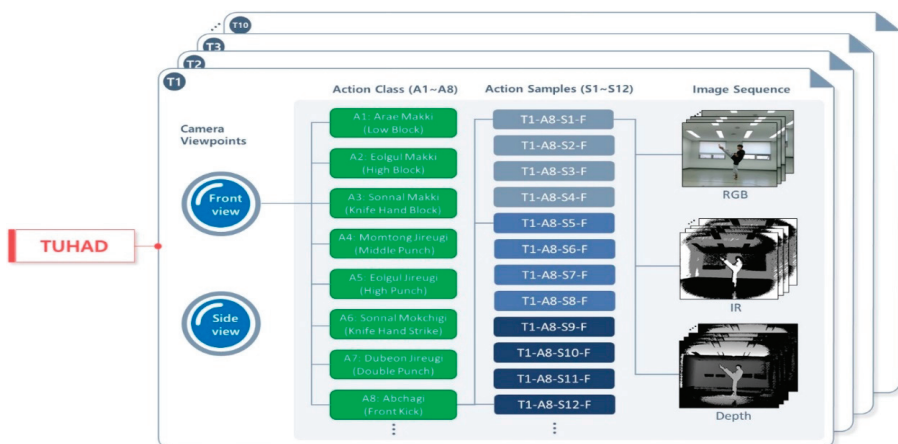 T10
T3
T2
T1
Action Class (A1~A8)
Action Samples (S1~S12)
Image Sequence
Camera
Viewpoints
Front
view
Side
view
TUHAD
A1: Arae Makki
(Low Block)
A2: Eolgul Makki
(High Block)
A3: Sonnal Makki
(Knife Hand Block)
A4: Momtong Jireugi
(Middle Punch)
A5: Eolgul Jireugi
(High Punch)
A6: Sonnal Mokchigi
(Knife Hand Strike)
A7: Dubeon Jireugi
(Double Punch)
A8: Abchagi
(Front Kick)
T1-A8-S1-F
T1-A8-S2-F
T1-A8-S3-F
T1-A8-S4-F
T1-A8-S5-F
T1-A8-S6-F
T1-A8-S7-F
T1-A8-S8-F
T1-A8-S9-F
T1-A8-S10-F
T1-A8-S11-F
T1-A8-S12-F
RGB
IR
Depth